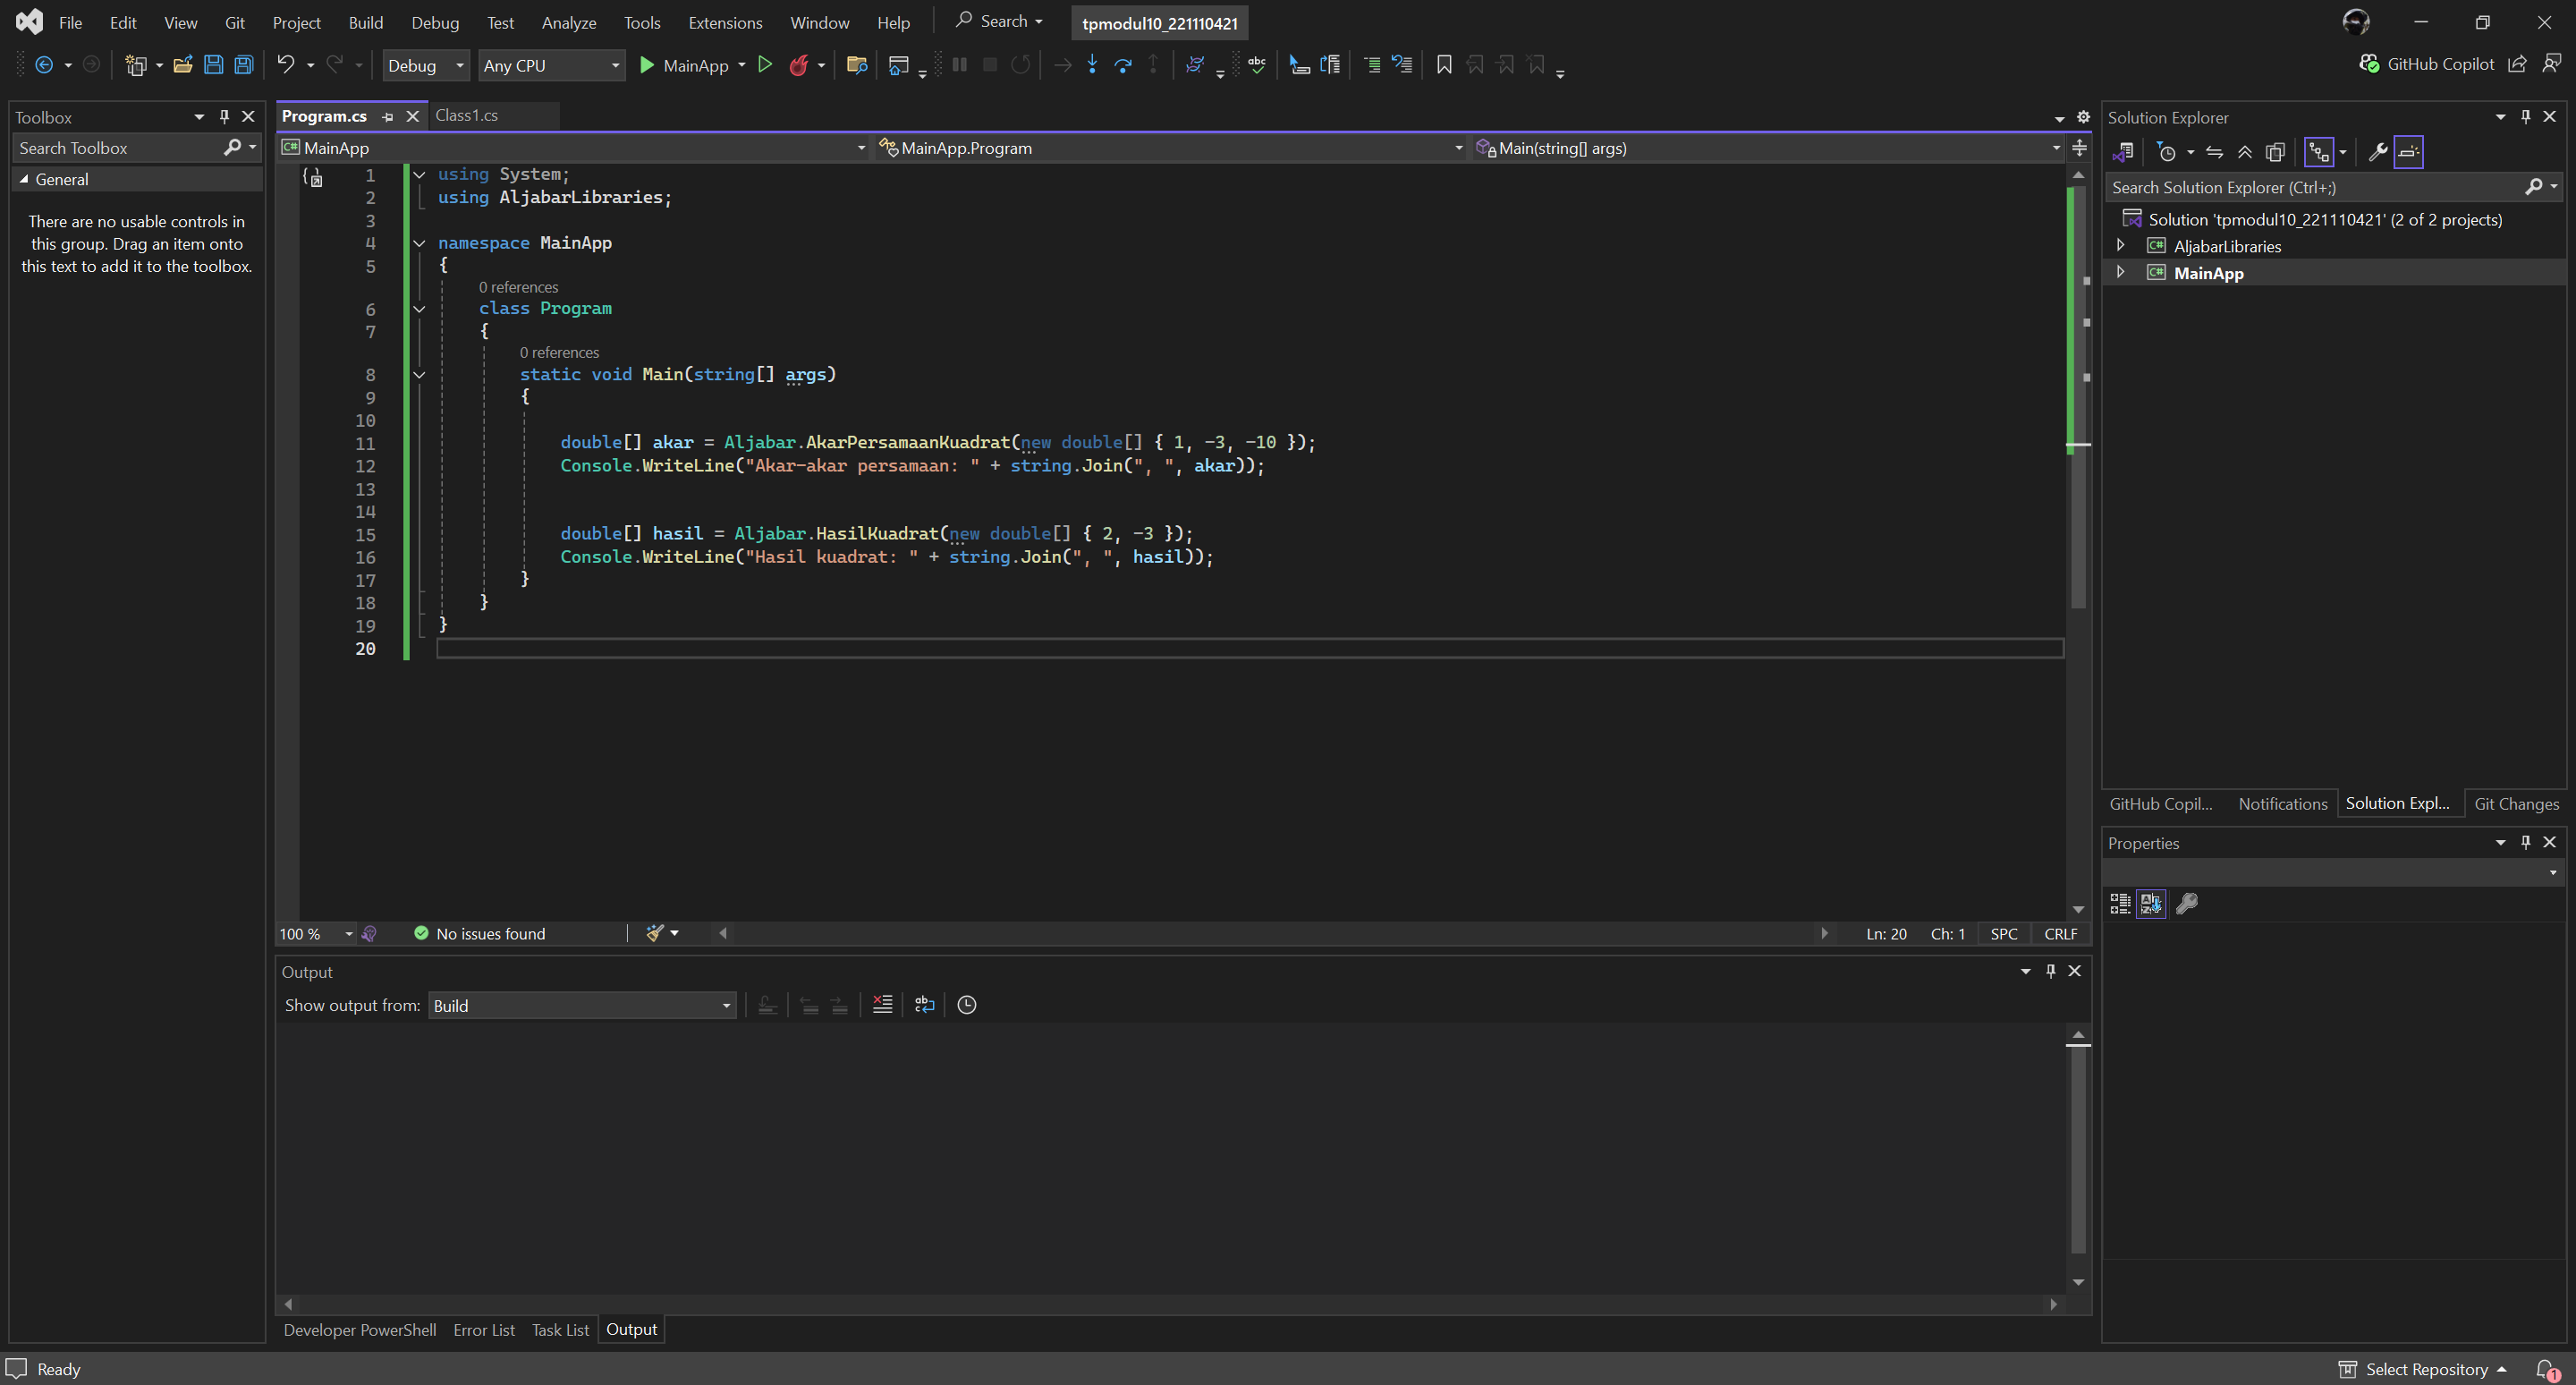 File Edit View Git Project Build Debug Test Analyze Tools Extensions Window Help Search tpmodul10_221110421
Debug Any CPU MainApp GitHub Copilot
Toolbox
Search Toolbox
General
There are no usable controls in
this group. Drag an item onto
this text to add it to the toolbox.
Program.cs Class1.cs
MainApp MainApp.Program Main(string[] args)
1 using System;
2 using AljabarLibraries;
3
4 namespace MainApp
5 {
0 references
6 class Program
7 {
0 references
8 static void Main(string[] args)
9 {
10
11 double[] akar = Aljabar.AkarPersamaanKuadrat(new double[] { 1, -3, -10 });
12 Console.WriteLine("Akar-akar persamaan: " + string.Join(", ", akar));
13
14
15 double[] hasil = Aljabar.HasilKuadrat(new double[] { 2, -3 });
16 Console.WriteLine("Hasil kuadrat: " + string.Join(", ", hasil));
17 }
18 }
19 }
20
100 % No issues found Ln: 20 Ch: 1 SPC CRLF
Output
Show output from: Build
Developer PowerShell Error List Task List Output
Solution Explorer
Search Solution Explorer (Ctrl+;)
Solution 'tpmodul10_221110421' (2 of 2 projects)
C# AljabarLibraries
C# MainApp
GitHub Copil... Notifications Solution Expl... Git Changes
Properties
Ready Select Repository 1